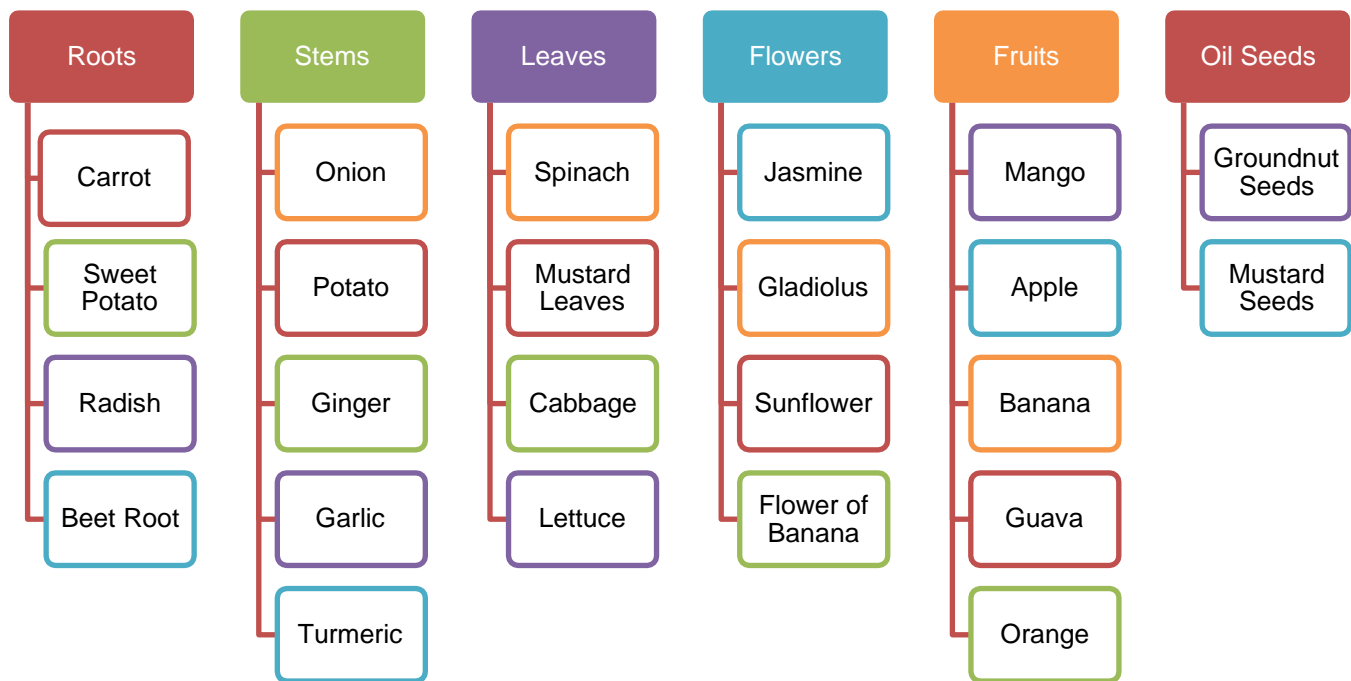 Roots
Carrot
Sweet
Potato
Radish
Beet Root
Stems
Onion
Potato
Ginger
Garlic
Turmeric
Leaves
Spinach
Mustard
Leaves
Cabbage
Lettuce
Flowers
Jasmine
Gladiolus
Sunflower
Flower of
Banana
Fruits
Mango
Apple
Banana
Guava
Orange
Oil Seeds
Groundnut
Seeds
Mustard
Seeds